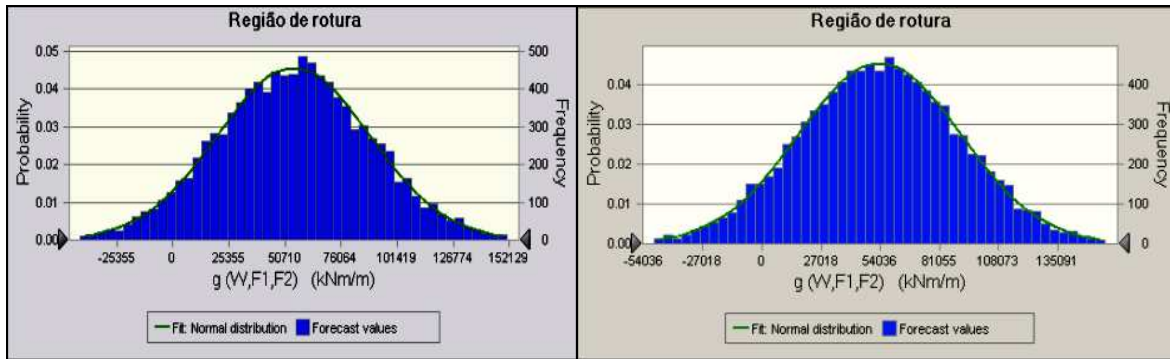 Região de rotura
Probability
0.05
0.04
0.03
0.02
0.01
0.00
500
400
300
200
100
0
Frequency
-25355 0 25355 50710 76064 101419 126774 152129
g (W,F1,F2) (kNm/m)
Fit: Normal distribution Forecast values
Região de rotura
Probability
0.04
0.03
0.02
0.01
0.00
400
300
200
100
0
Frequency
-54036 -27018 0 27018 54036 81055 108073 135091
g (W,F1,F2) (kNm/m)
Fit: Normal distribution Forecast values